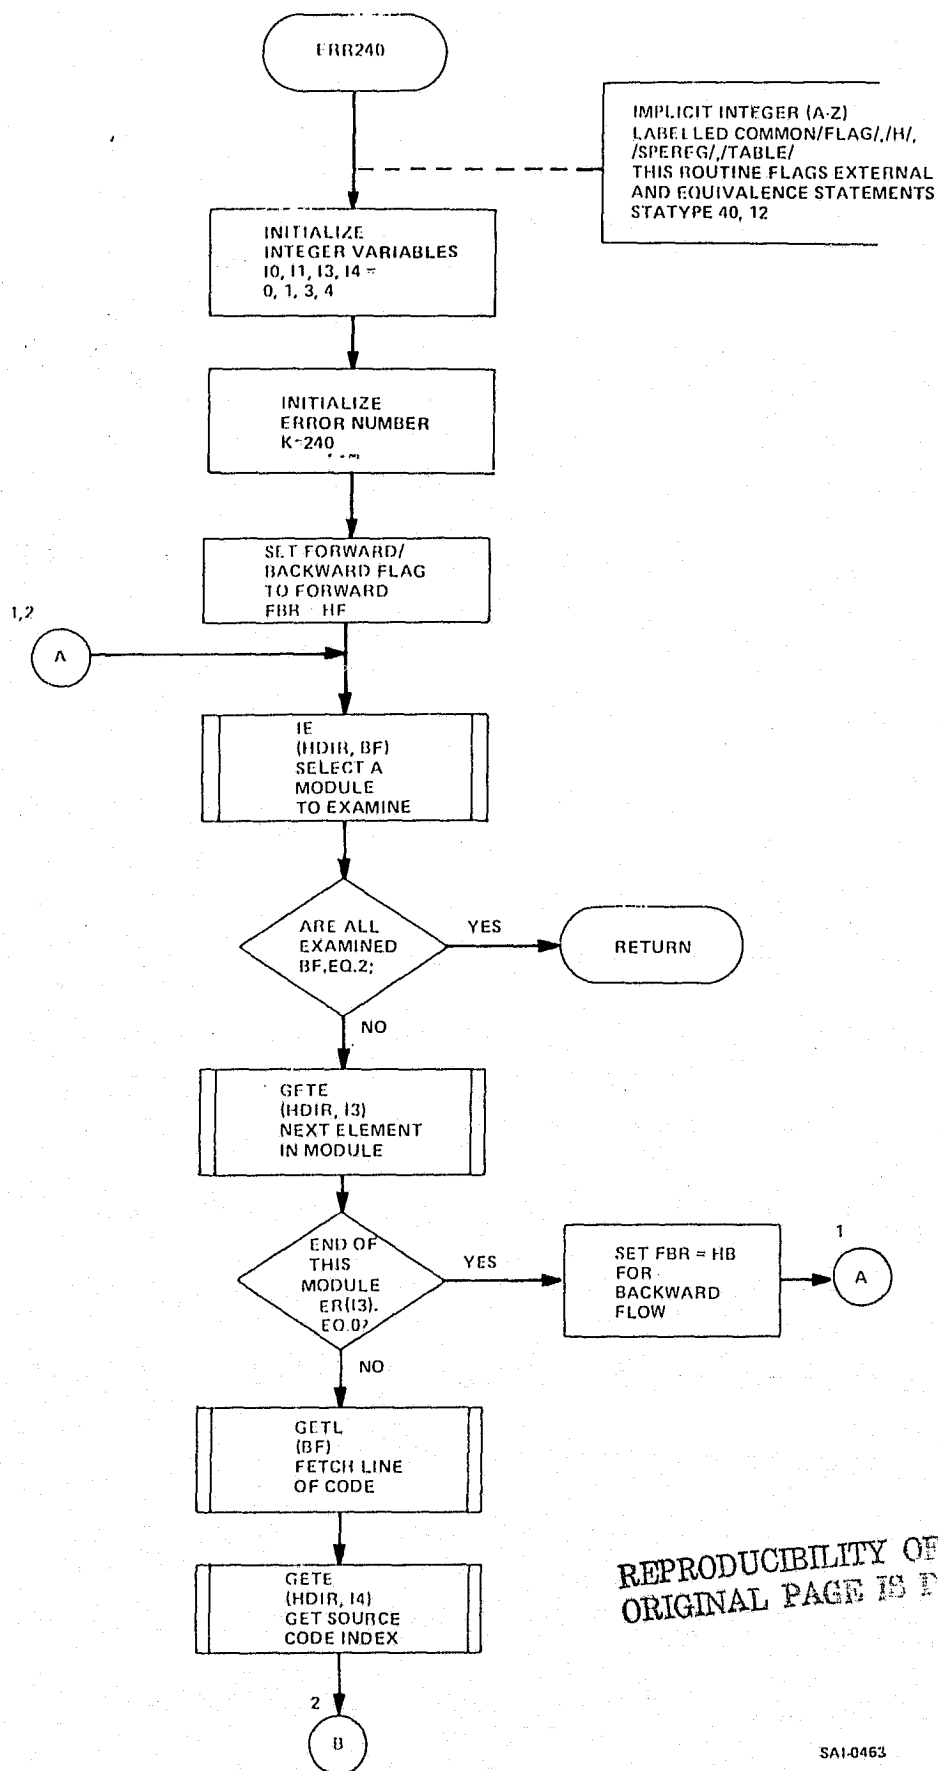 ERR240
IMPLICIT INTEGER (A-Z)
LABELLED COMMON/FLAG/,/H/,
/SPEREG/,/TABLE/
THIS ROUTINE FLAGS EXTERNAL
AND EQUIVALENCE STATEMENTS
STATYPE 40, 12
INITIALIZE
INTEGER VARIABLES
I0, I1, I3, I4 =
0, 1, 3, 4
INITIALIZE
ERROR NUMBER
K=240
SET FORWARD/
BACKWARD FLAG
TO FORWARD
FBR HF
1,2
A
IE
(HDIR, BF)
SELECT A
MODULE
TO EXAMINE
ARE ALL
EXAMINED
BF.EQ.2;
YES
RETURN
NO
GETE
(HDIR, I3)
NEXT ELEMENT
IN MODULE
END OF
THIS
MODULE
ER(I3).
EQ.0?
YES
SET FBR = HB
FOR
BACKWARD
FLOW
1
A
NO
GETL
(BF)
FETCH LINE
OF CODE
GETE
(HDIR, I4)
GET SOURCE
CODE INDEX
REPRODUCIBILITY OF
ORIGINAL PAGE IS
2
B
SAI-0463